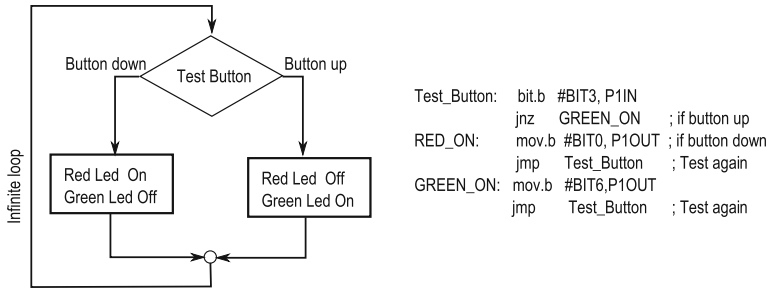 Button down
Test Button
Button up
Red Led On
Green Led Off
Red Led Off
Green Led On
Infinite loop
Test_Button: bit.b #BIT3, P1IN
jnz GREEN_ON ; if button up
RED_ON: mov.b #BIT0, P1OUT ; if button down
jmp Test_Button ; Test again
GREEN_ON: mov.b #BIT6,P1OUT
jmp Test_Button ; Test again